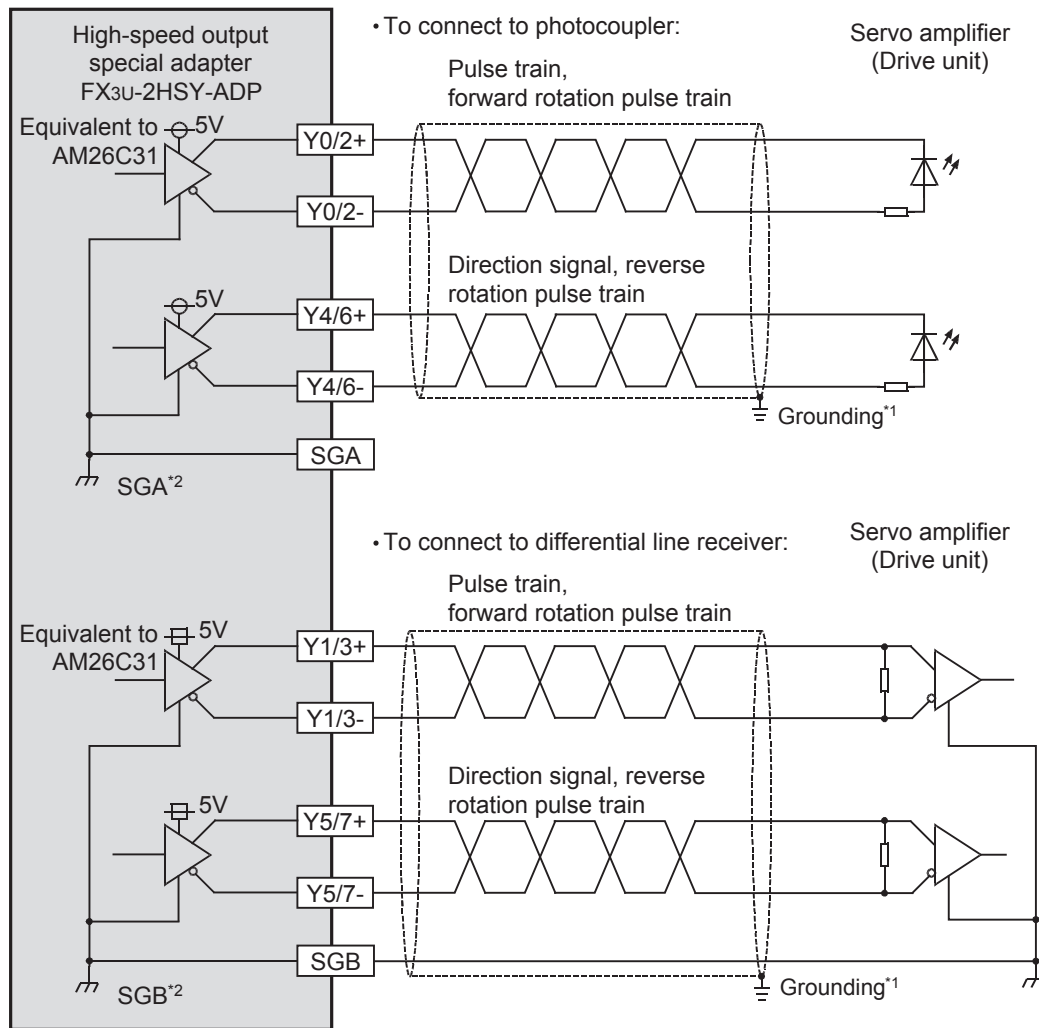 High-speed output
special adapter
FX3U-2HSY-ADP
Equivalent to
AM26C31
5V
Y0/2+
Y0/2-
5V
Y4/6+
Y4/6-
SGA
SGA*2
• To connect to photocoupler:
Servo amplifier
(Drive unit)
Pulse train,
forward rotation pulse train
Direction signal, reverse
rotation pulse train
Grounding*1
• To connect to differential line receiver:
Servo amplifier
(Drive unit)
Pulse train,
forward rotation pulse train
Equivalent to
AM26C31
5V
Y1/3+
Y1/3-
Direction signal, reverse
rotation pulse train
5V
Y5/7+
Y5/7-
SGB
SGB*2
Grounding*1